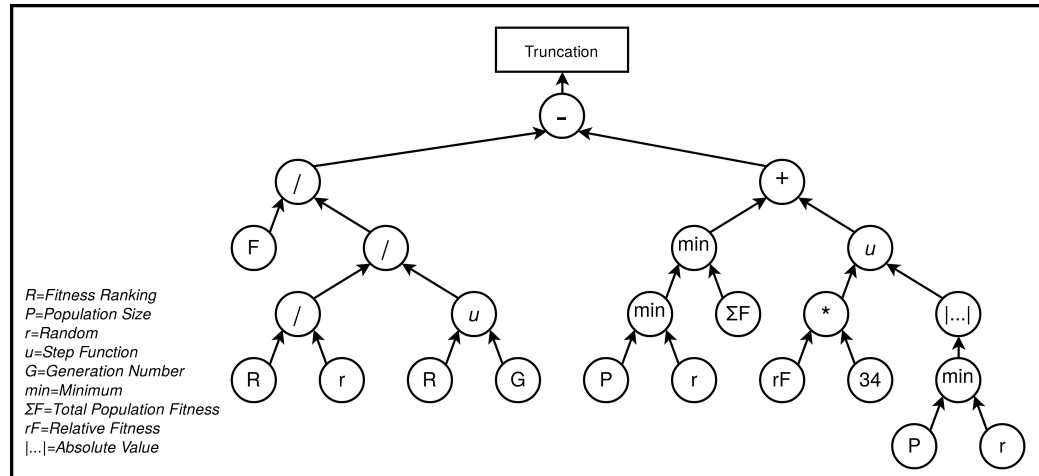 Truncation
-
/ +
F / min u
/ u min ΣF * |...|
R r R G P r rF 34 min
P r
R=Fitness Ranking
P=Population Size
r=Random
u=Step Function
G=Generation Number
min=Minimum
ΣF=Total Population Fitness
rF=Relative Fitness
|...|=Absolute Value